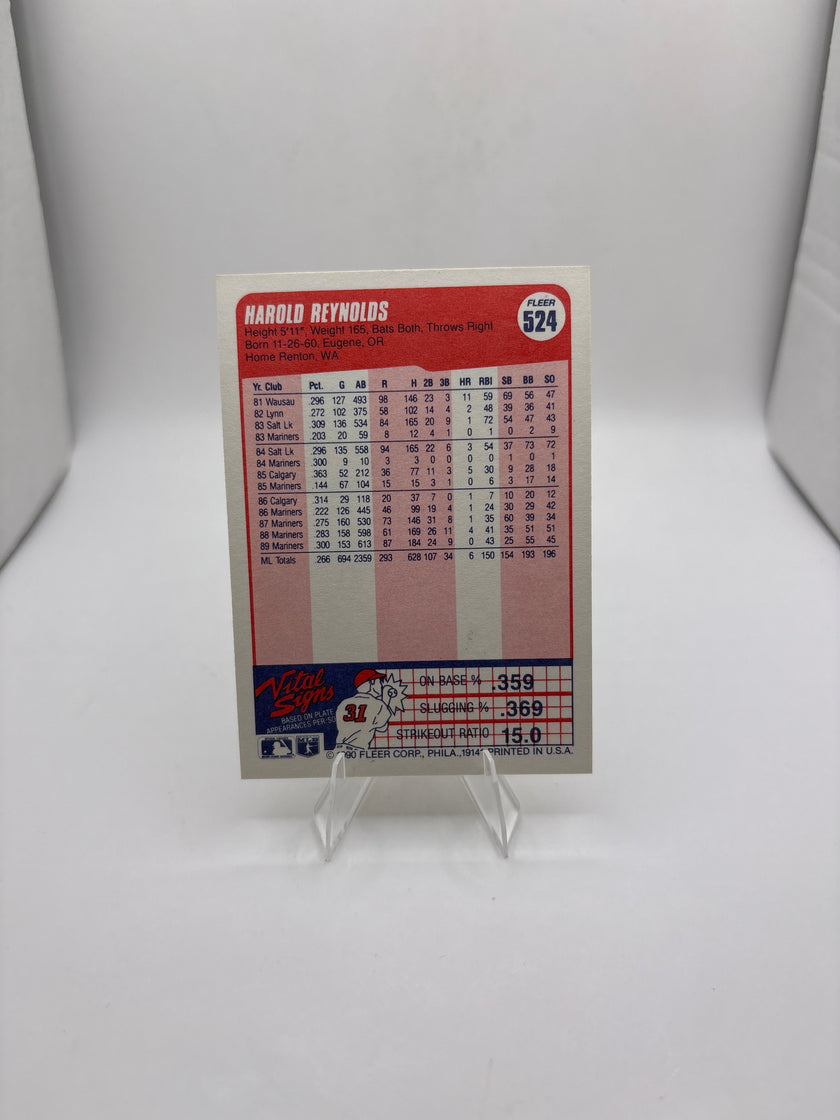 HAROLD REYNOLDS
FLEER
524
Height 5'11", Weight 165, Bats Both, Throws Right
Born 11-26-60, Eugene, OR
Home Renton, WA
Yr. Club Pct. G AB R H 2B 3B HR RBI SB BB SO
81 Wausau .296 127 493 98 146 23 3 11 59 69 56 47
82 Lynn .272 102 375 58 102 14 4 2 48 39 36 41
83 Salt Lk .309 136 534 84 165 20 9 1 72 54 47 43
83 Mariners .203 20 59 8 12 4 1 0 1 0 2 9
84 Salt Lk .296 135 558 94 165 22 6 3 54 37 73 72
84 Mariners .300 9 10 3 3 0 0 0 0 1 0 1
85 Calgary .363 52 212 36 77 11 3 5 30 9 28 18
85 Mariners .144 67 104 15 15 3 1 0 6 3 17 14
86 Calgary .314 29 118 20 37 7 0 1 7 10 20 12
86 Mariners .222 126 445 46 99 19 4 1 24 30 29 42
87 Mariners .275 160 530 73 146 31 8 1 35 60 39 34
88 Mariners .283 158 598 61 169 26 11 4 41 35 51 51
89 Mariners .300 153 613 87 184 24 9 0 43 25 55 45
ML Totals .266 694 2359 293 628 107 34 6 150 154 193 196
Vital
Signs
BASED ON PLATE
APPEARANCES PER
31
ON BASE % .359
SLUGGING % .369
STRIKEOUT RATIO 15.0
FLEER CORP., PHILA., PRINTED IN U.S.A.